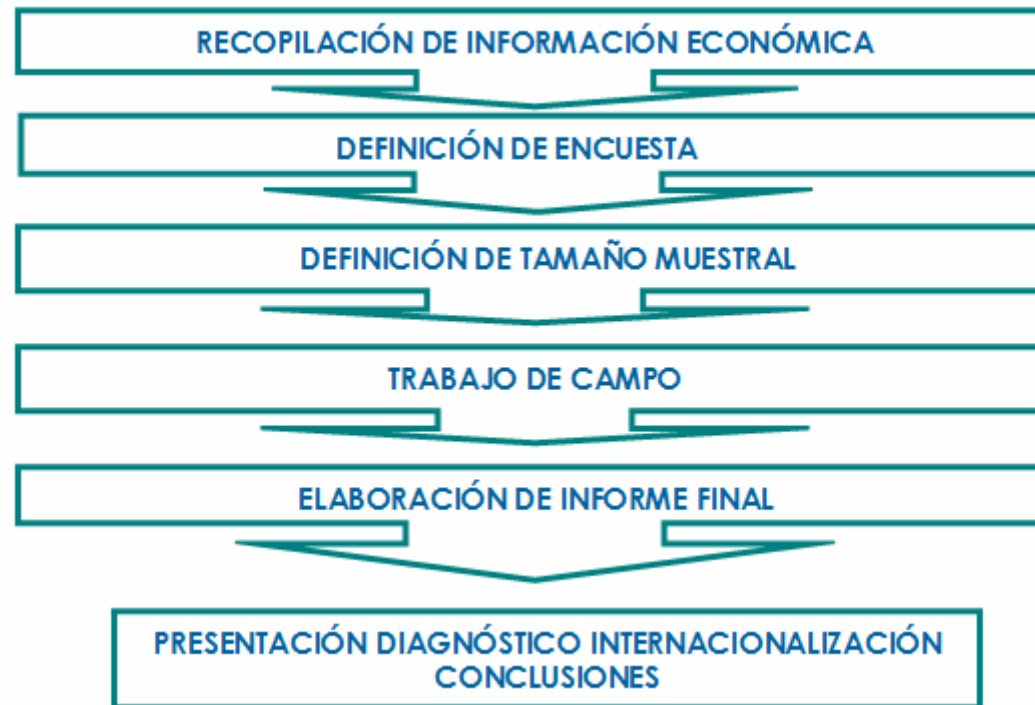 RECOPILACIÓN DE INFORMACIÓN ECONÓMICA
DEFINICIÓN DE ENCUESTA
DEFINICIÓN DE TAMAÑO MUESTRAL
TRABAJO DE CAMPO
ELABORACIÓN DE INFORME FINAL
PRESENTACIÓN DIAGNÓSTICO INTERNACIONALIZACIÓN
CONCLUSIONES